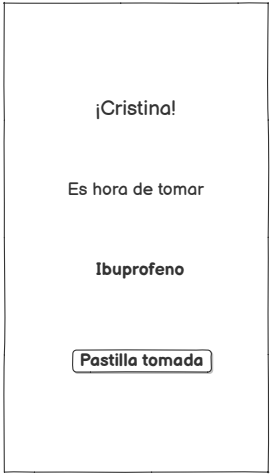 ¡Cristina!
Es hora de tomar
Ibuprofeno
Pastilla tomada